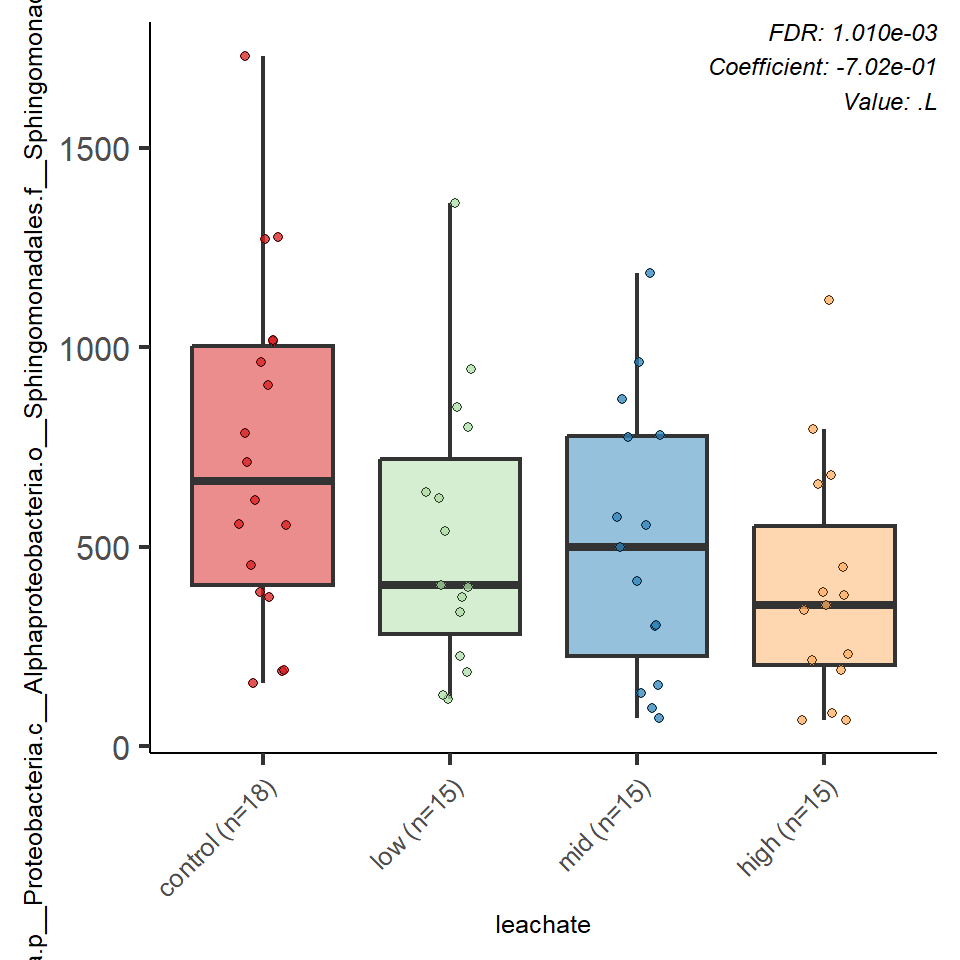 FDR: 1.010e-03
Coefficient: -7.02e-01
Value: .L
a.p__Proteobacteria.c__Alphaproteobacteria.o__Sphingomonadales.f__Sphingomonad
1500
1000
500
0
control (n=18)
low (n=15)
mid (n=15)
high (n=15)
leachate